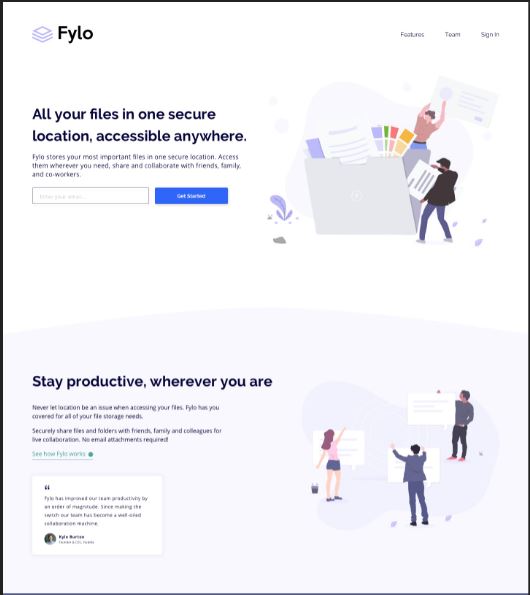 Fylo
Features
Team
Sign In
All your files in one secure
location, accessible anywhere.
Fylo stores your most important files in one secure location. Access
them wherever you need, share and collaborate with friends, family,
and co-workers.
Enter your email...
Get Started
Stay productive, wherever you are
Never let location be an issue when accessing your files. Fylo has you
covered for all of your file storage needs.
Securely share files and folders with friends, family and colleagues for
live collaboration. No email attachments required!
See how Fylo works
“
Fylo has improved our team productivity by
an order of magnitude. Since making the
switch our team has become a well-oiled
collaboration machine.
Kyle Burton